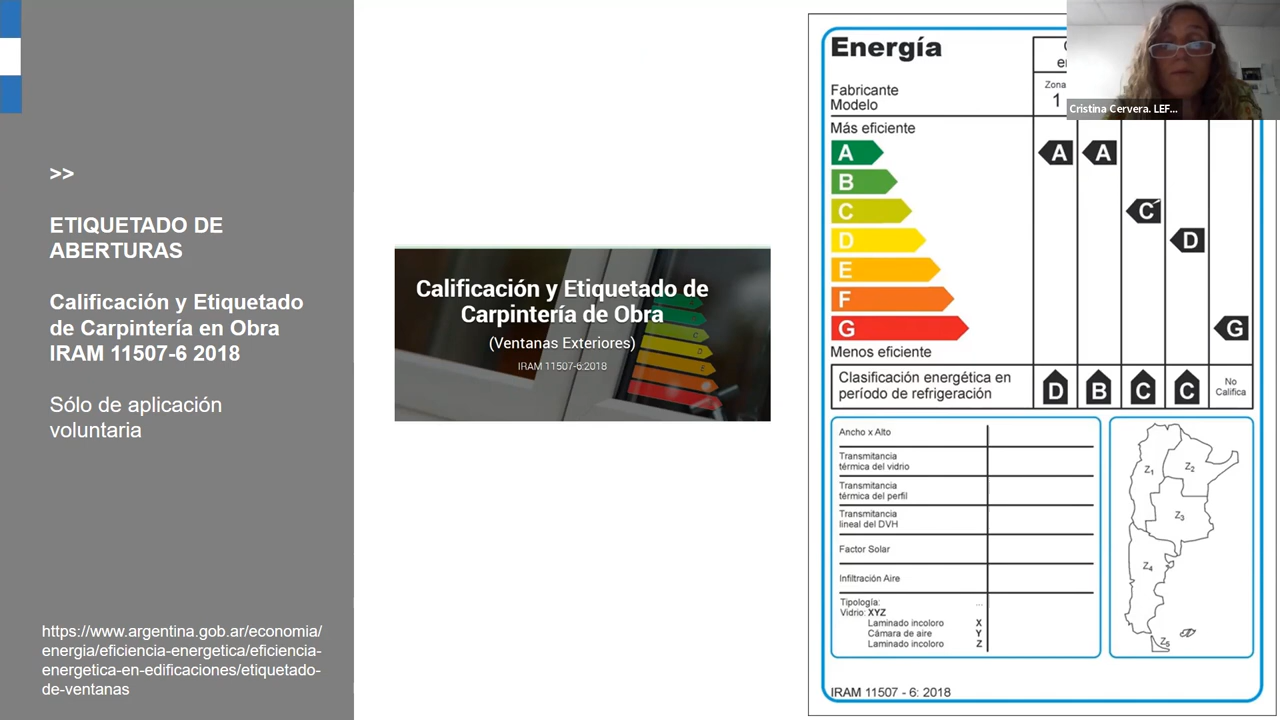 >>
ETIQUETADO DE
ABERTURAS
Calificación y Etiquetado
de Carpintería en Obra
IRAM 11507-6 2018
Sólo de aplicación
voluntaria
https://www.argentina.gob.ar/economia/
energia/eficiencia-energetica/eficiencia-
energetica-en-edificaciones/etiquetado-
de-ventanas
Calificación y Etiquetado de
Carpintería de Obra
(Ventanas Exteriores)
IRAM 11507-6:2018
Energía
Fabricante
Modelo
Zona
1
Cristina Cervera. LEF...
Más eficiente
A A A
B
C C
D D
E
F
G G
Menos eficiente
Clasificación energética en
período de refrigeración
D B C C
No
Califica
Ancho x Alto
Transmitancia
térmica del vidrio
Transmitancia
térmica del perfil
Transmitancia
lineal del DVH
Factor Solar
Infiltración Aire
Tipología: ...
Vidrio: XYZ
Laminado incoloro X
Cámara de aire Y
Laminado incoloro Z
Z1
Z2
Z3
Z4
Z5
IRAM 11507 - 6: 2018